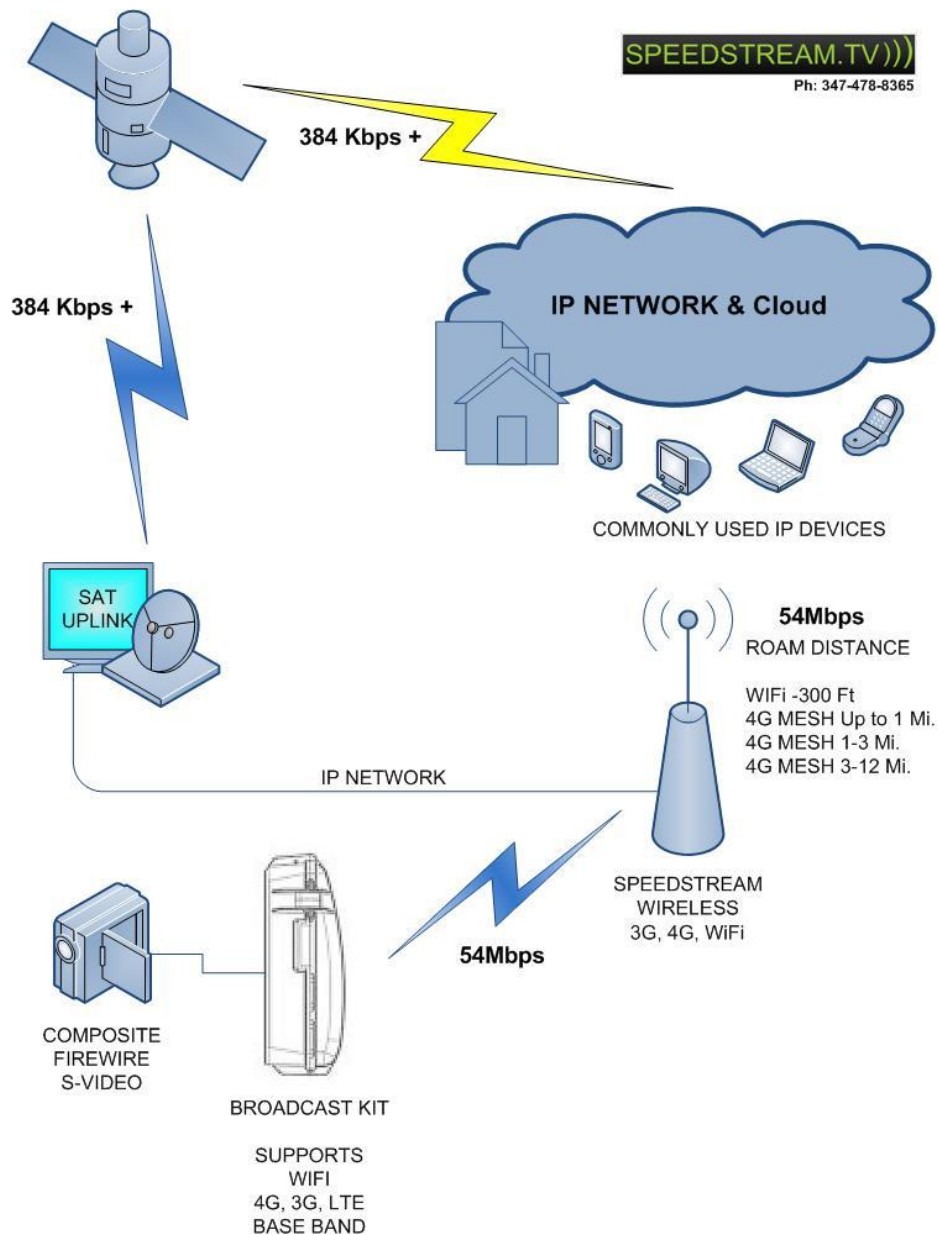 SPEEDSTREAM.TV)))
Ph: 347-478-8365
384 Kbps +
384 Kbps +
IP NETWORK & Cloud
COMMONLY USED IP DEVICES
SAT
UPLINK
54Mbps
ROAM DISTANCE
WIFi -300 Ft
4G MESH Up to 1 Mi.
4G MESH 1-3 Mi.
4G MESH 3-12 Mi.
IP NETWORK
SPEEDSTREAM
WIRELESS
3G, 4G, WiFi
54Mbps
COMPOSITE
FIREWIRE
S-VIDEO
BROADCAST KIT
SUPPORTS
WIFI
4G, 3G, LTE
BASE BAND